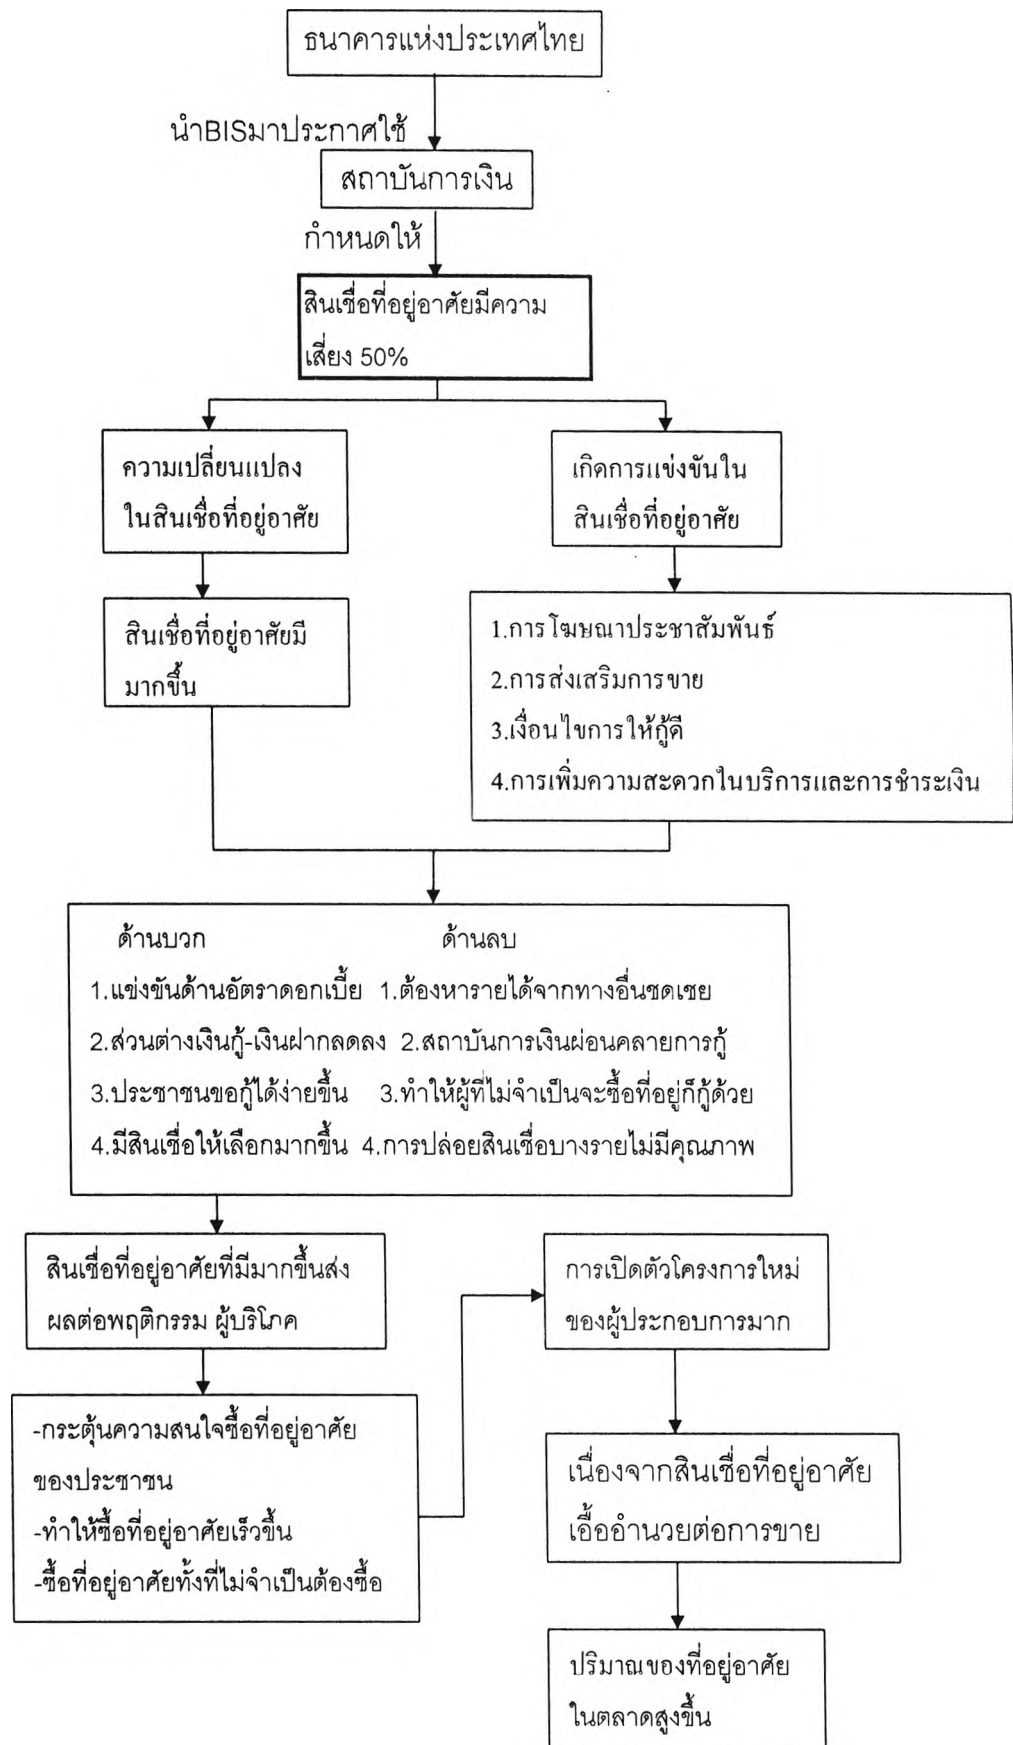 ธนาคารแห่งประเทศไทย
นำBISมาประกาศใช้
สถาบันการเงิน
กำหนดให้
สินเชื่อที่อยู่อาศัยมีความ
เสี่ยง 50%
ความเปลี่ยนแปลง
ในสินเชื่อที่อยู่อาศัย
เกิดการแข่งขันใน
สินเชื่อที่อยู่อาศัย
สินเชื่อที่อยู่อาศัยมี
มากขึ้น
1.การโฆษณาประชาสัมพันธ์
2.การส่งเสริมการขาย
3.เงื่อนไขการให้กู้ดี
4.การเพิ่มความสะดวกในบริการและการชำระเงิน
ด้านบวก ด้านลบ
1.แข่งขันด้านอัตราดอกเบี้ย 1.ต้องหารายได้จากทางอื่นชดเชย
2.ส่วนต่างเงินกู้-เงินฝากลดลง 2.สถาบันการเงินผ่อนคลายการกู้
3.ประชาชนขอกู้ได้ง่ายขึ้น 3.ทำให้ผู้ที่ไม่จำเป็นจะซื้อที่อยู่ก็กู้ด้วย
4.มีสินเชื่อให้เลือกมากขึ้น 4.การปล่อยสินเชื่อบางรายไม่มีคุณภาพ
สินเชื่อที่อยู่อาศัยที่มีมากขึ้นส่ง
ผลต่อพฤติกรรม ผู้บริโภค
-กระตุ้นความสนใจซื้อที่อยู่อาศัย
ของประชาชน
-ทำให้ซื้อที่อยู่อาศัยเร็วขึ้น
-ซื้อที่อยู่อาศัยทั้งที่ไม่จำเป็นต้องซื้อ
การเปิดตัวโครงการใหม่
ของผู้ประกอบการมาก
เนื่องจากสินเชื่อที่อยู่อาศัย
เอื้ออำนวยต่อการขาย
ปริมาณของที่อยู่อาศัย
ในตลาดสูงขึ้น